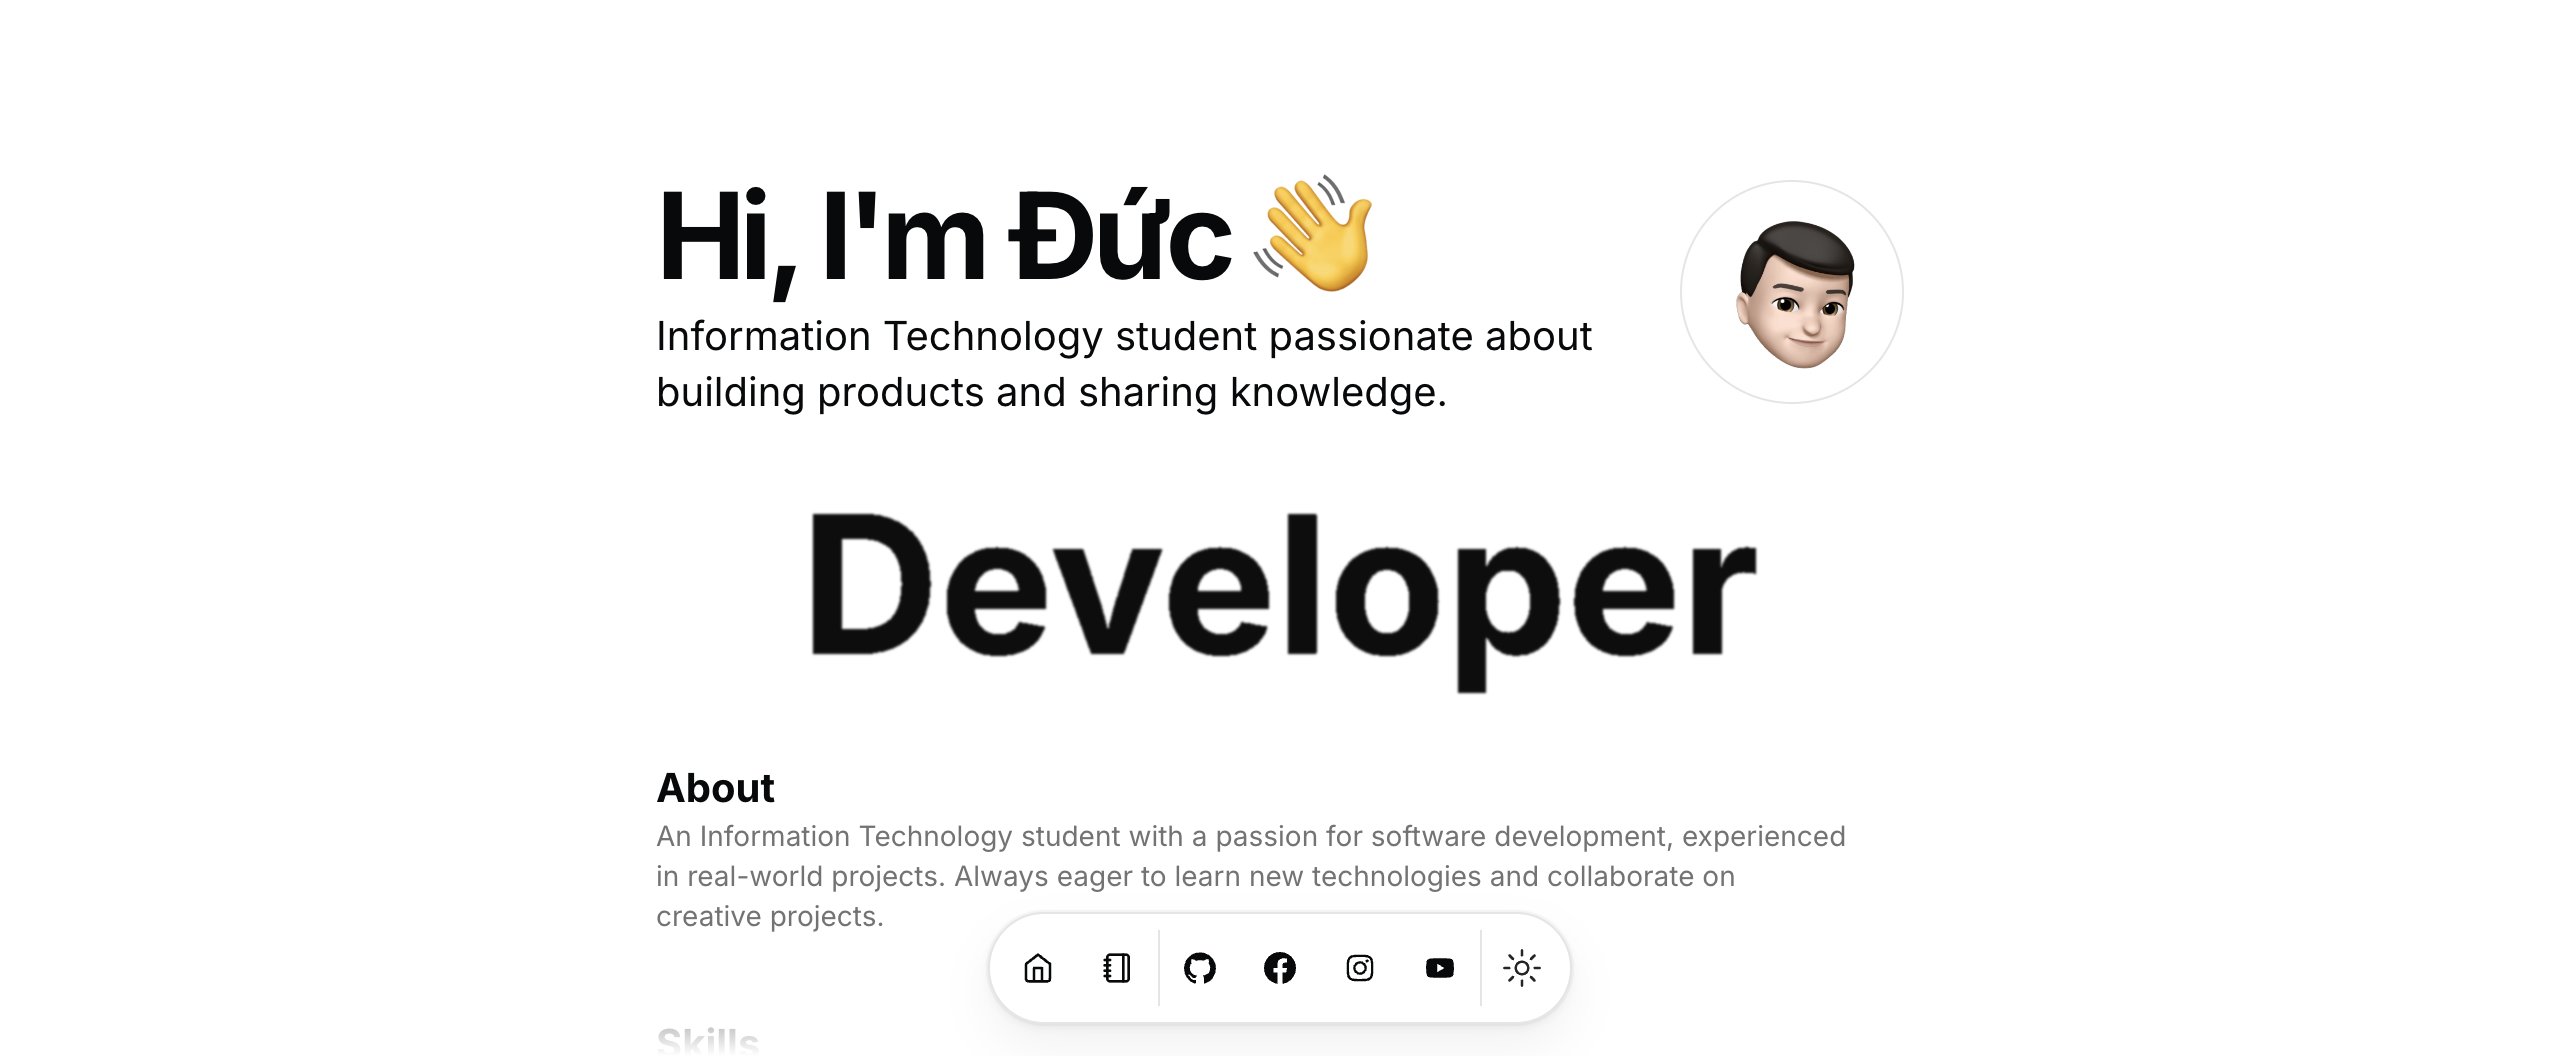 Hi, I'm Đức 👋
Information Technology student passionate about
building products and sharing knowledge.
Developer
About
An Information Technology student with a passion for software development, experienced
in real-world projects. Always eager to learn new technologies and collaborate on
creative projects.
Skills